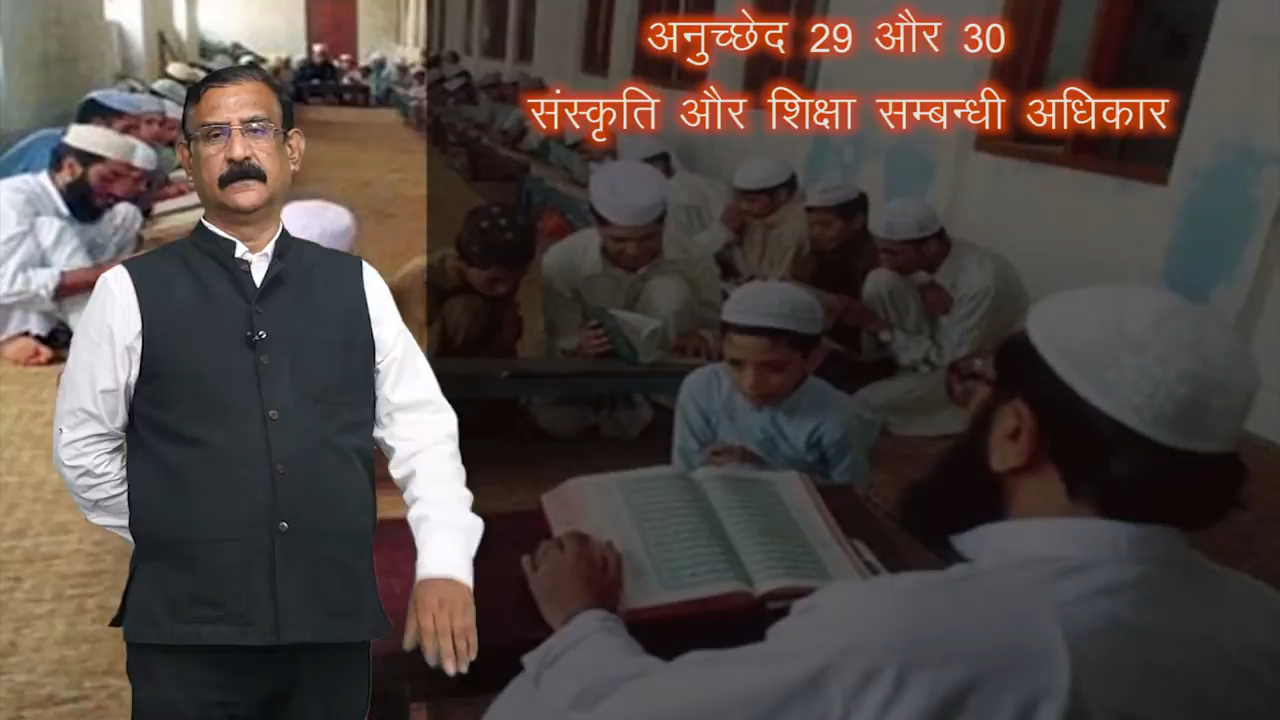 अनुच्छेद 29 और 30
संस्कृति और शिक्षा सम्बन्धी अधिकार